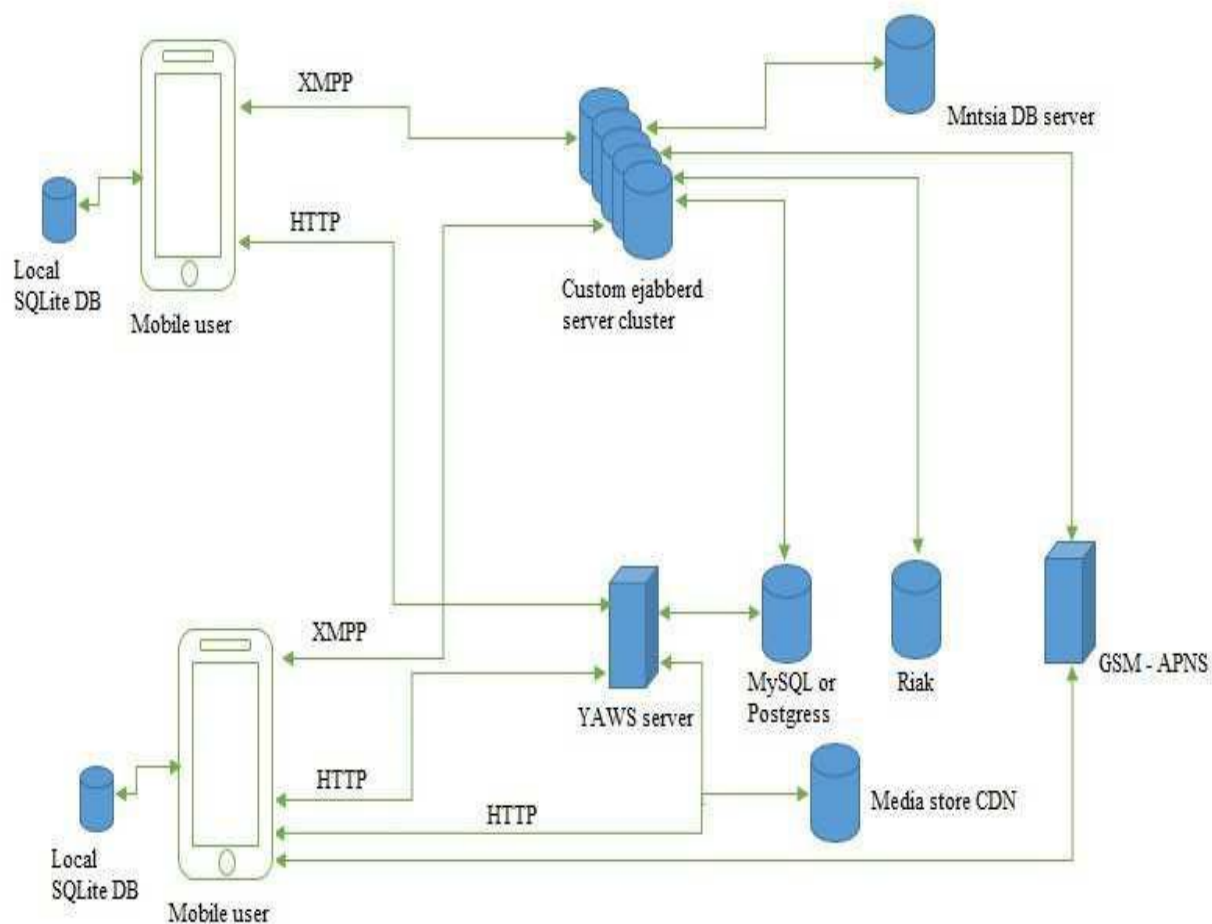 XMPP
Mntsia DB server
HTTP
Local
SQLite DB
Mobile user
Custom ejabberd
server cluster
XMPP
YAWS server
MySQL or
Postgress
Riak
GSM - APNS
HTTP
HTTP
Media store CDN
Local
SQLite DB
Mobile user